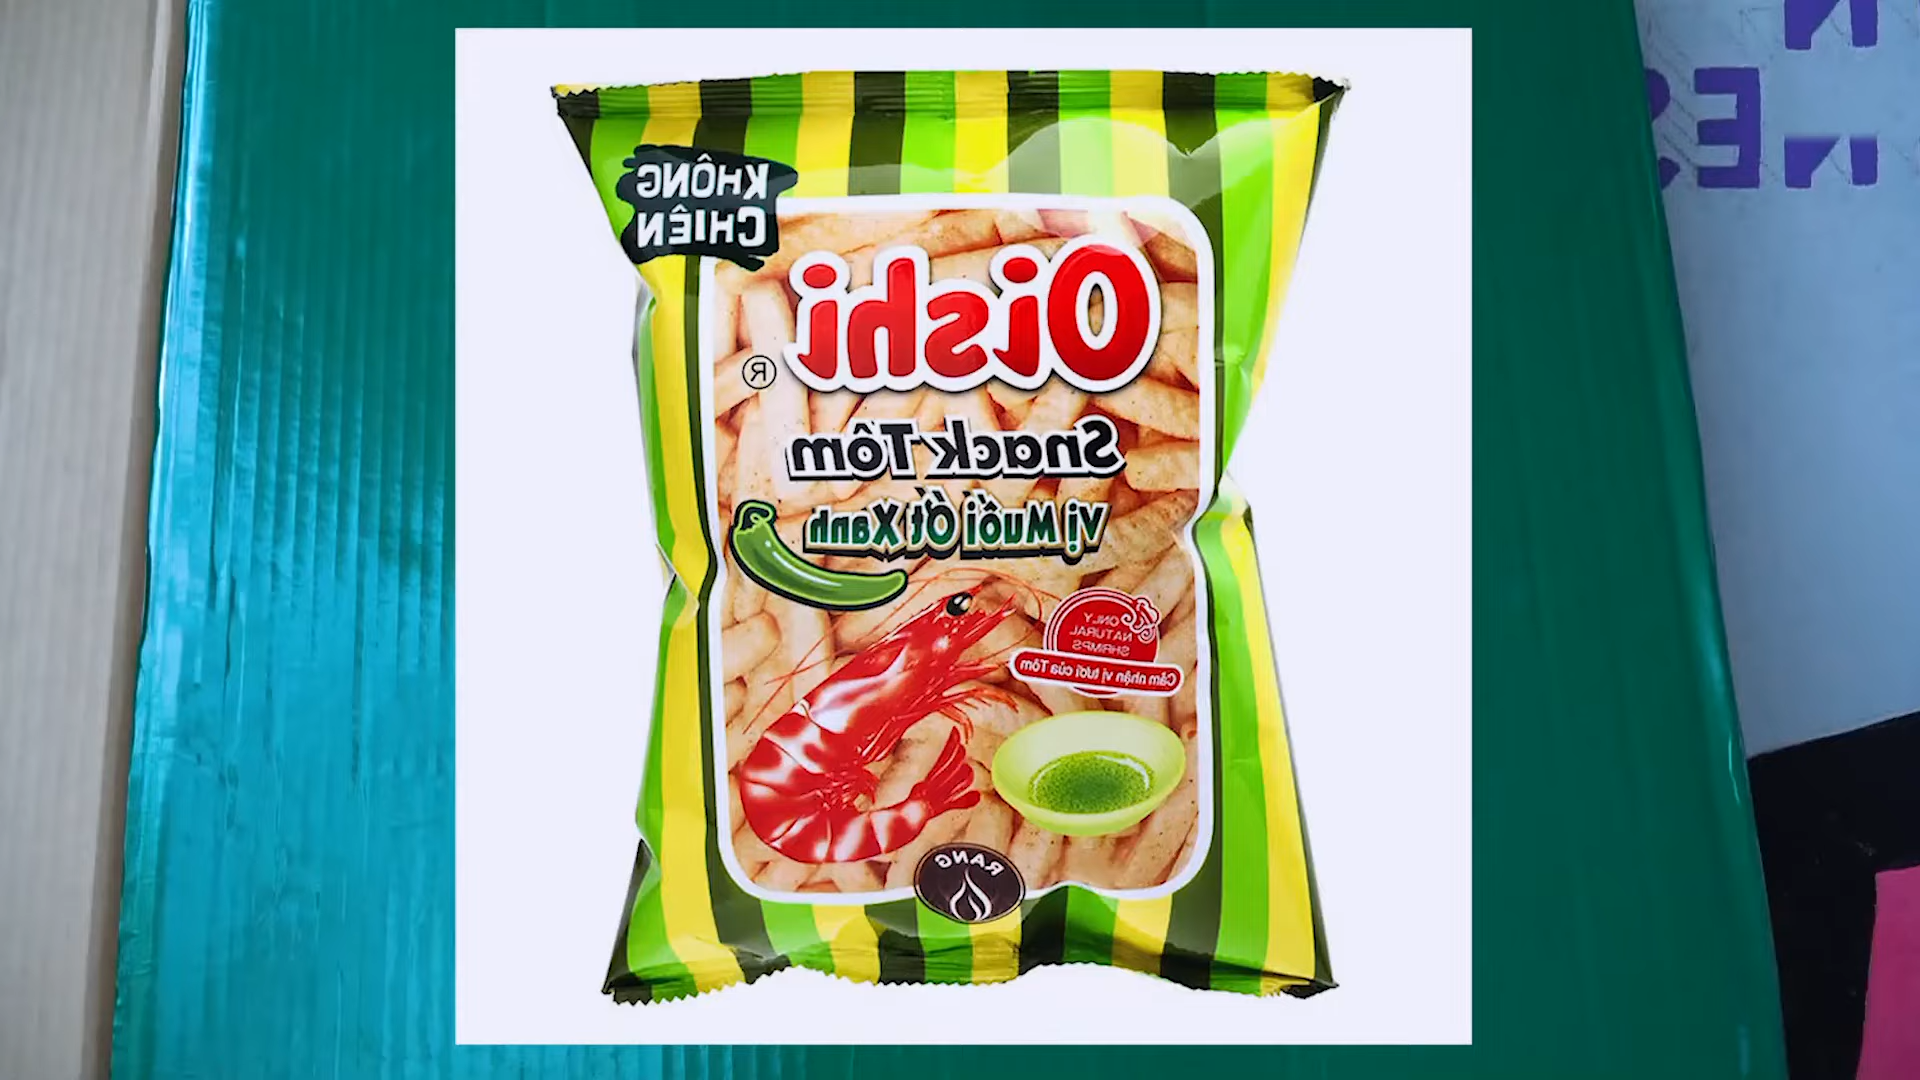 KHÔNG
CHIÊN
Oishi
®
Snack Tôm
Vị Muối Ớt Xanh
ONLY
NATURAL
SHRIMPS
Cảm nhận vị tươi của Tôm
RANG